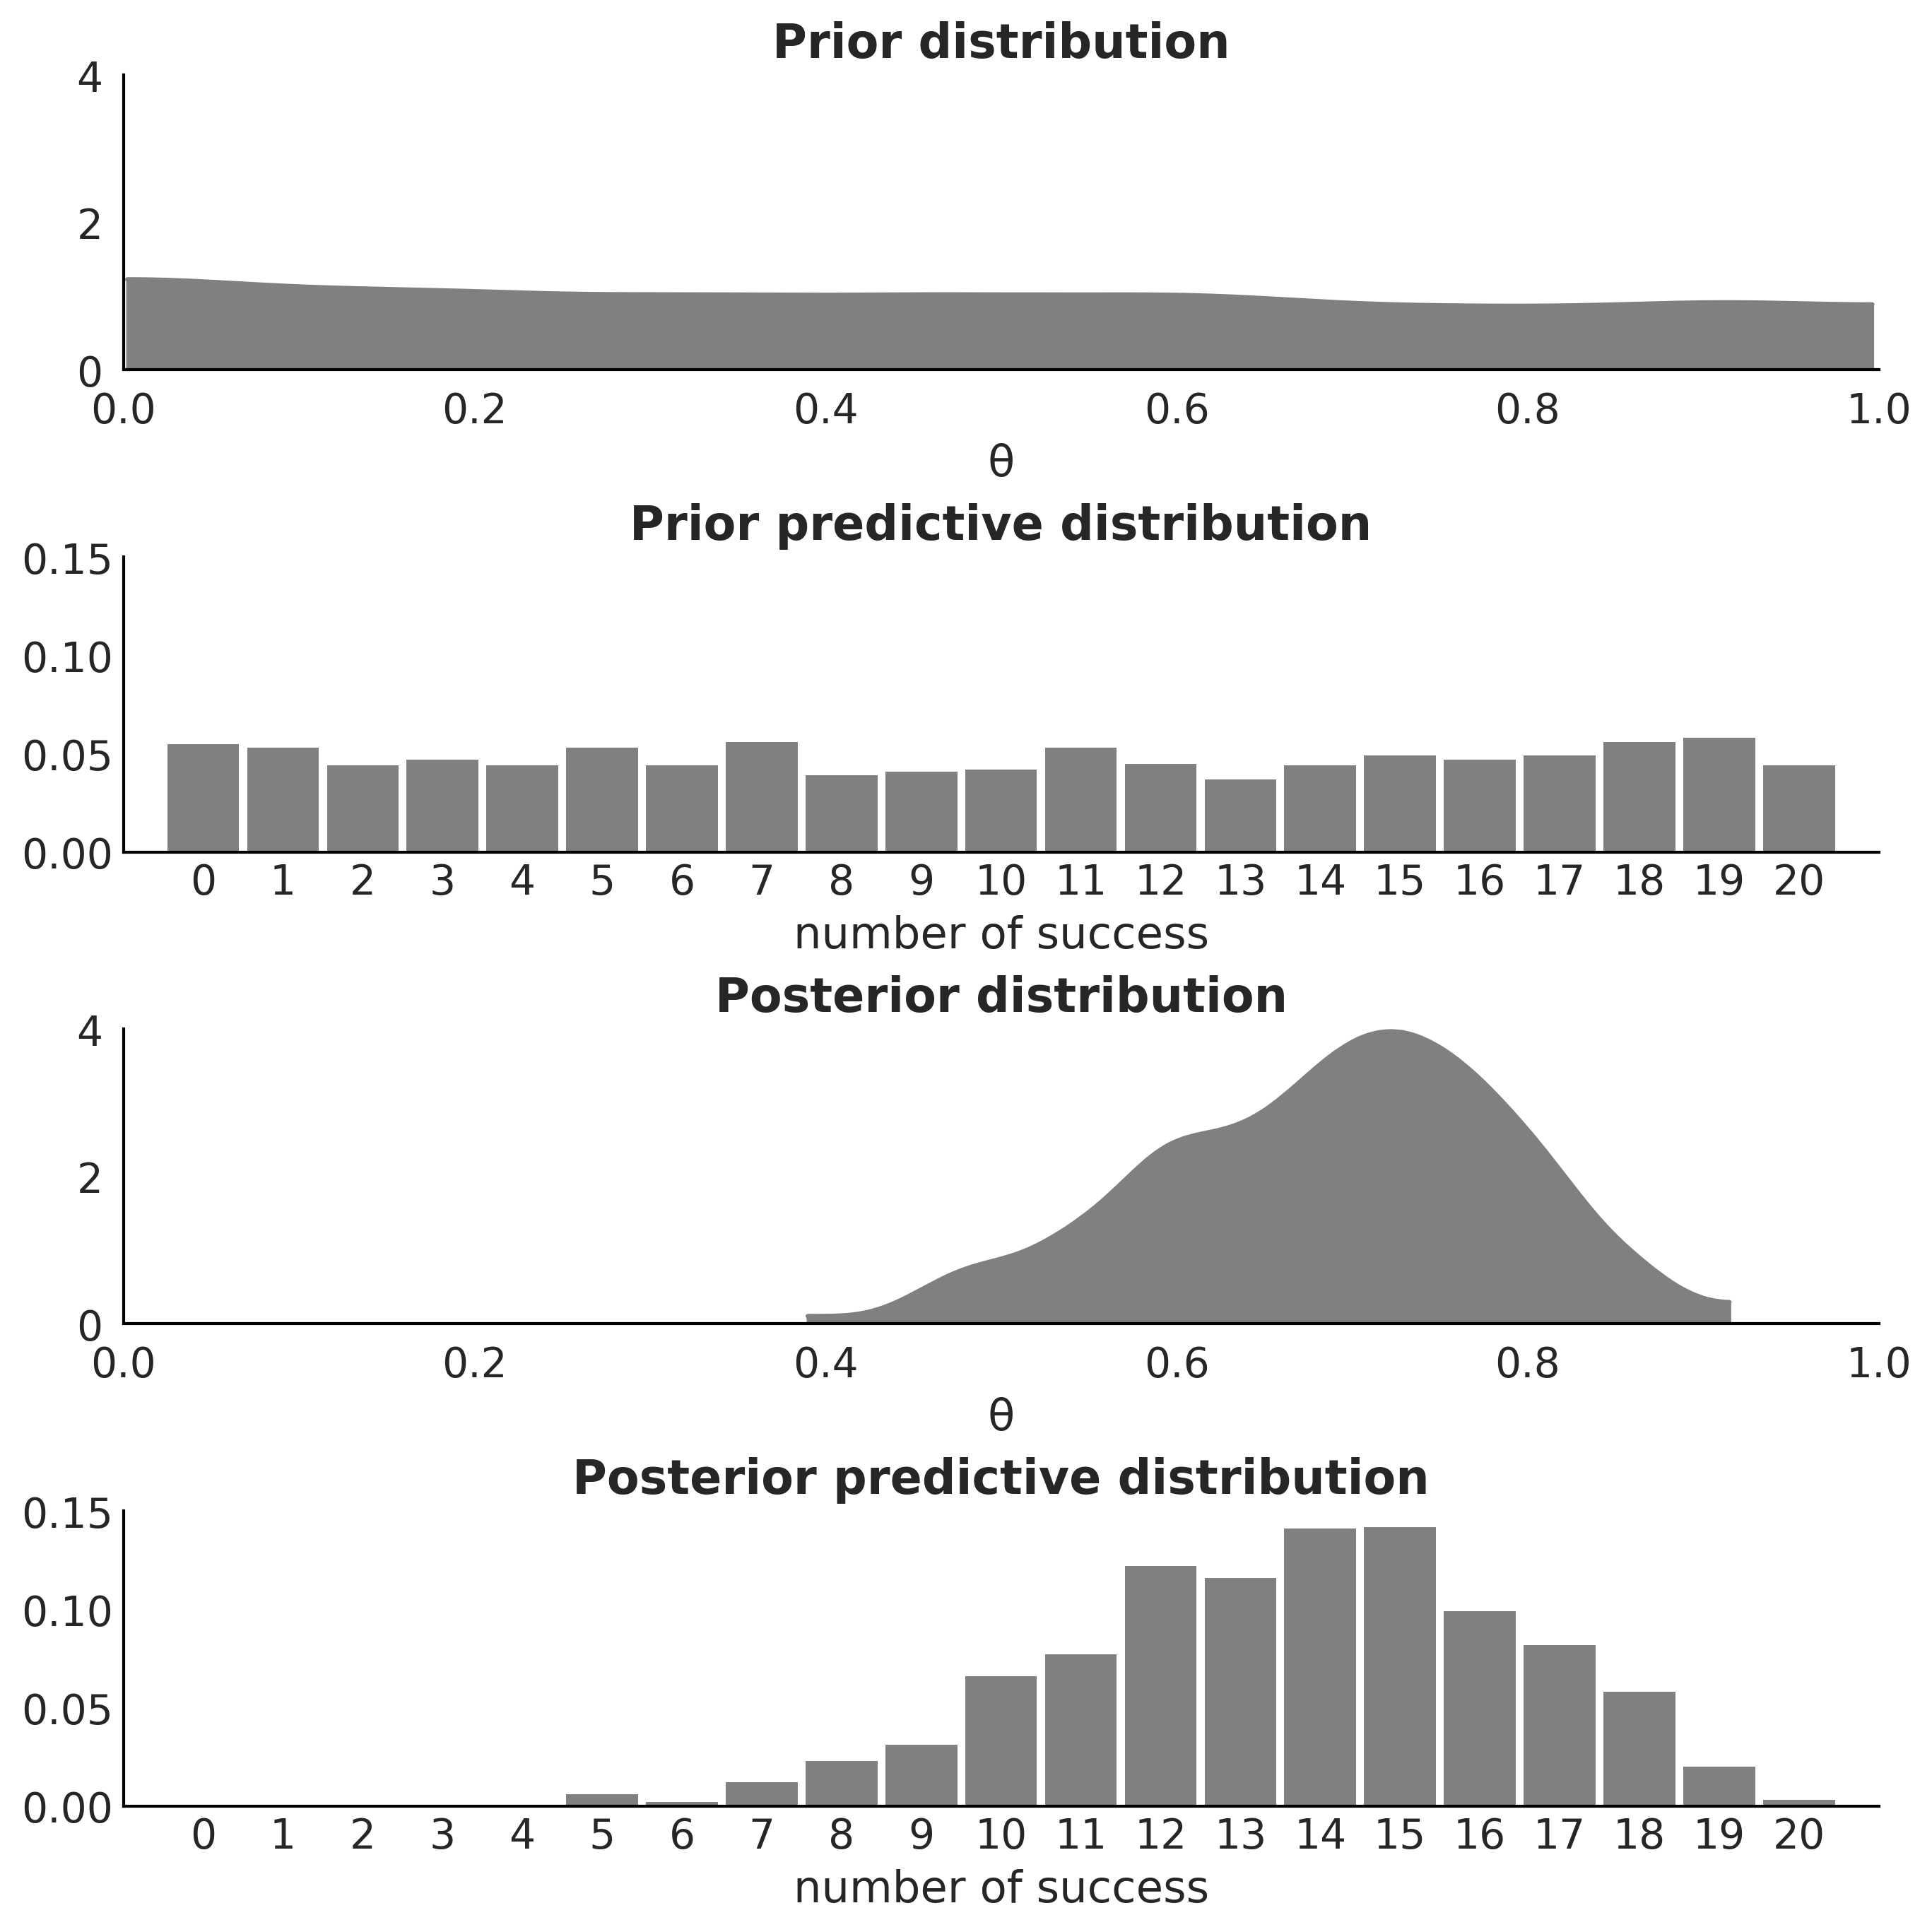 Prior distribution
4
2
0
0.0 0.2 0.4 0.6 0.8 1.0
θ
Prior predictive distribution
0.15
0.10
0.05
0.00
0 1 2 3 4 5 6 7 8 9 10 11 12 13 14 15 16 17 18 19 20
number of success
Posterior distribution
4
2
0
0.0 0.2 0.4 0.6 0.8 1.0
θ
Posterior predictive distribution
0.15
0.10
0.05
0.00
0 1 2 3 4 5 6 7 8 9 10 11 12 13 14 15 16 17 18 19 20
number of success